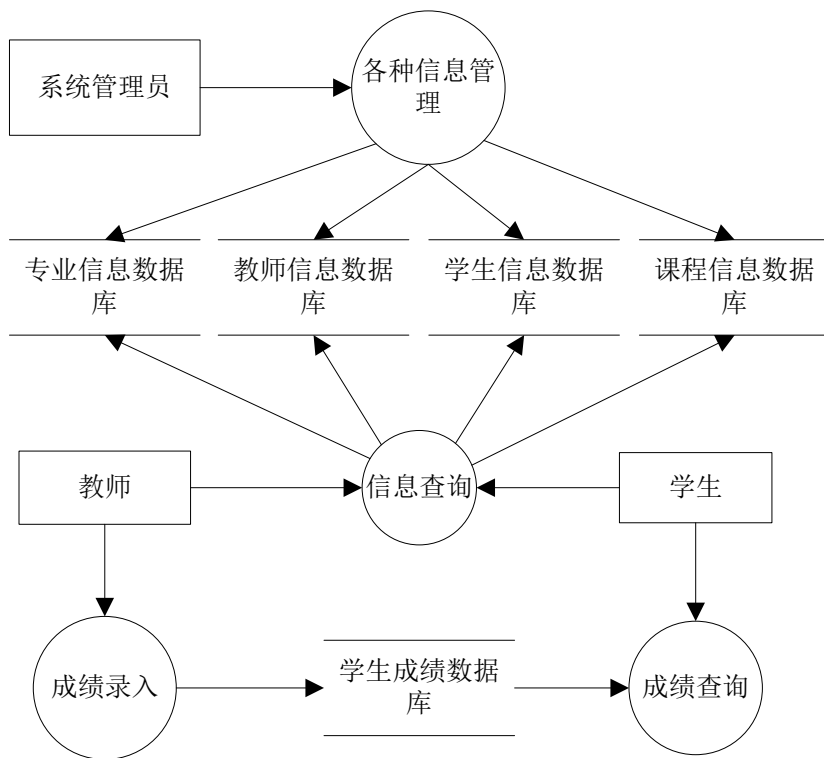 系统管理员
各种信息管
理
专业信息数据
库
教师信息数据
库
学生信息数据
库
课程信息数据
库
教师
信息查询
学生
成绩录入
学生成绩数据
库
成绩查询